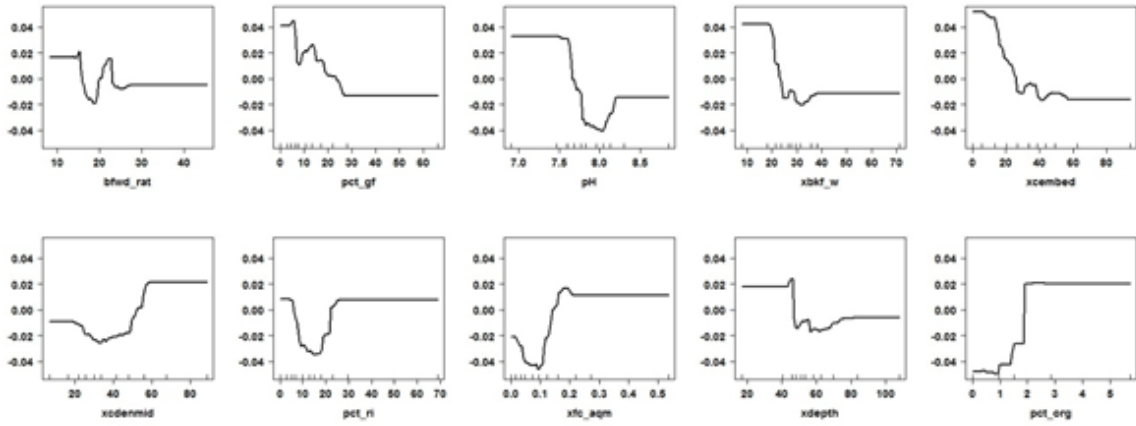 0.04 0.04 0.04 0.04 0.04
0.02 0.02 0.02 0.02 0.02
0.00 0.00 0.00 0.00 0.00
-0.02 -0.02 -0.02 -0.02 -0.02
-0.04 -0.04 -0.04 -0.04 -0.04
10 20 30 40 0 10 20 30 40 50 60 7.0 7.5 8.0 8.5 10 20 30 40 50 60 70 0 20 40 60 80
bfwd_rat pct_gf pH xbkf_w xcembed
0.04 0.04 0.04 0.04 0.04
0.02 0.02 0.02 0.02 0.02
0.00 0.00 0.00 0.00 0.00
-0.02 -0.02 -0.02 -0.02 -0.02
-0.04 -0.04 -0.04 -0.04 -0.04
20 40 60 80 0 10 20 30 40 50 60 70 0.0 0.1 0.2 0.3 0.4 0.5 20 40 60 80 100 0 1 2 3 4 5
xcdenmid pct_ri xfc_aqm xdepth pct_org